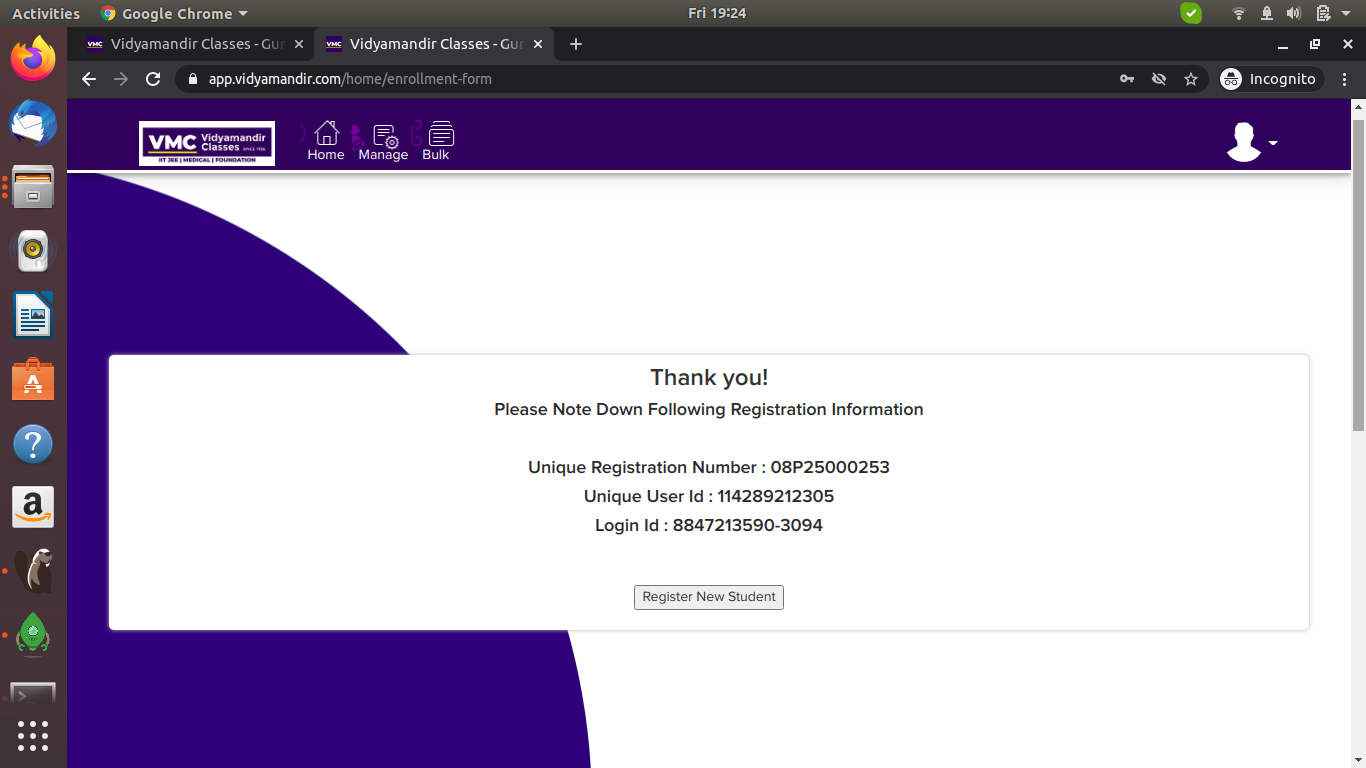 Activities Google Chrome Fri 19:24
VMC Vidyamandir Classes - Gur VMC Vidyamandir Classes - Gur
app.vidyamandir.com/home/enrollment-form Incognito
VMC Vidyamandir Classes SINCE 1986
IIT JEE | MEDICAL | FOUNDATION
Home Manage Bulk
Thank you!
Please Note Down Following Registration Information
Unique Registration Number : 08P25000253
Unique User Id : 114289212305
Login Id : 8847213590-3094
Register New Student